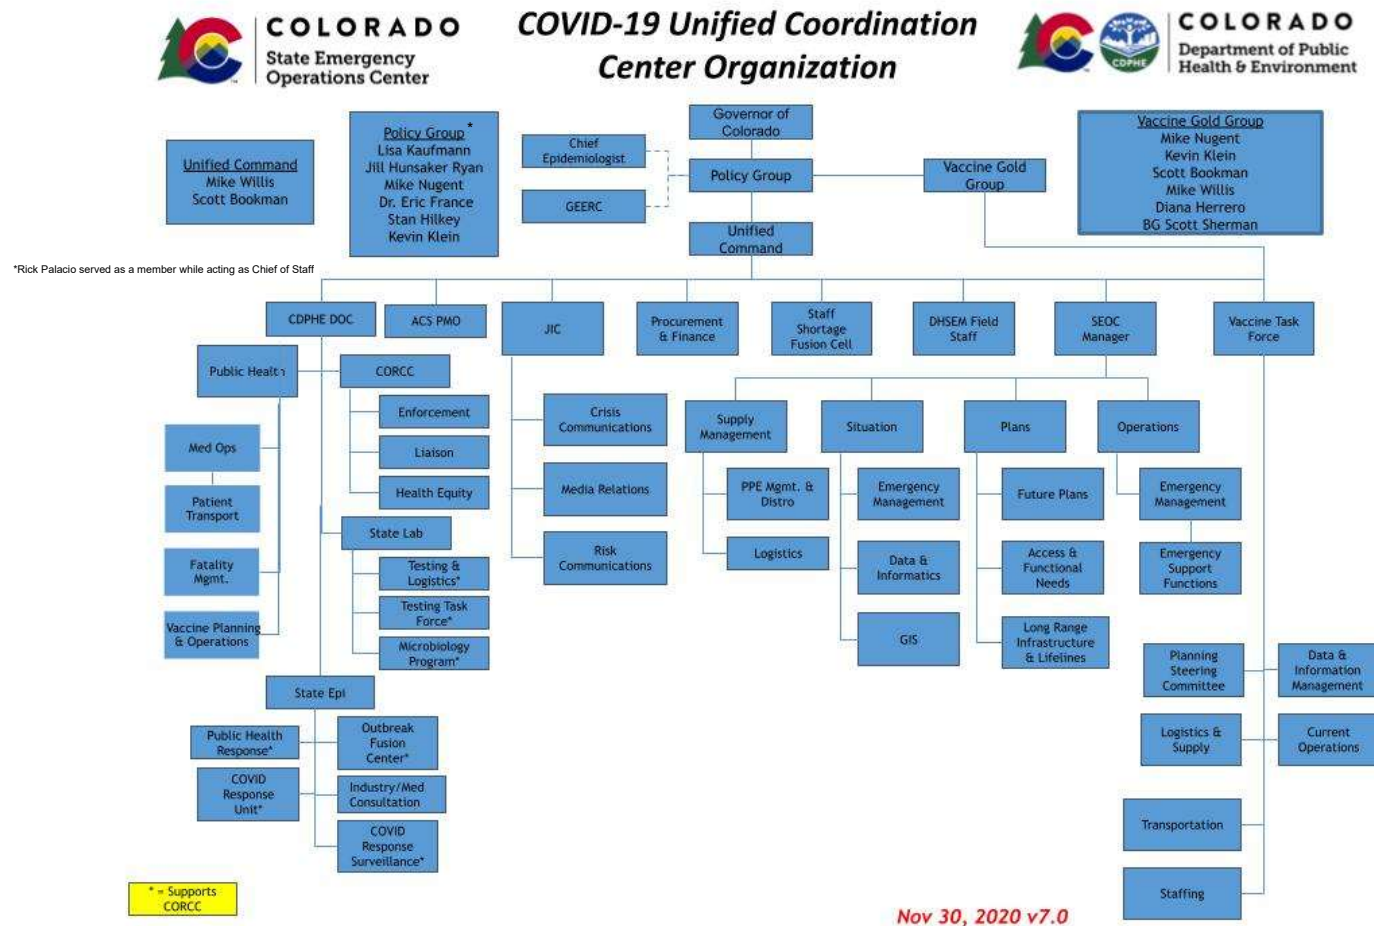 COLORADO
State Emergency
Operations Center
COVID-19 Unified Coordination
Center Organization
CDPHE
COLORADO
Department of Public
Health & Environment
Unified Command
Mike Willis
Scott Bookman
Policy Group*
Lisa Kaufmann
Jill Hunsaker Ryan
Mike Nugent
Dr. Eric France
Stan Hilkey
Kevin Klein
Chief
Epidemiologist
GEERC
Governor of
Colorado
Policy Group
Unified
Command
Vaccine Gold
Group
Vaccine Gold Group
Mike Nugent
Kevin Klein
Scott Bookman
Mike Willis
Diana Herrero
BG Scott Sherman
*Rick Palacio served as a member while acting as Chief of Staff
CDPHE DOC
ACS PMO
JIC
Procurement
& Finance
Staff
Shortage
Fusion Cell
DHSEM Field
Staff
SEOC
Manager
Vaccine Task
Force
Public Health
CORCC
Enforcement
Liaison
Health Equity
Med Ops
Patient
Transport
Fatality
Mgmt.
Vaccine Planning
& Operations
State Lab
Testing &
Logistics*
Testing Task
Force*
Microbiology
Program*
State Epi
Public Health
Response*
Outbreak
Fusion
Center*
COVID
Response
Unit*
Industry/Med
Consultation
COVID
Response
Surveillance*
Crisis
Communications
Media Relations
Risk
Communications
Supply
Management
PPE Mgmt. &
Distro
Logistics
Situation
Emergency
Management
Data &
Informatics
GIS
Plans
Future Plans
Access &
Functional
Needs
Long Range
Infrastructure
& Lifelines
Operations
Emergency
Management
Emergency
Support
Functions
Planning
Steering
Committee
Data &
Information
Management
Logistics &
Supply
Current
Operations
Transportation
Staffing
* = Supports
CORCC
Nov 30, 2020 v7.0